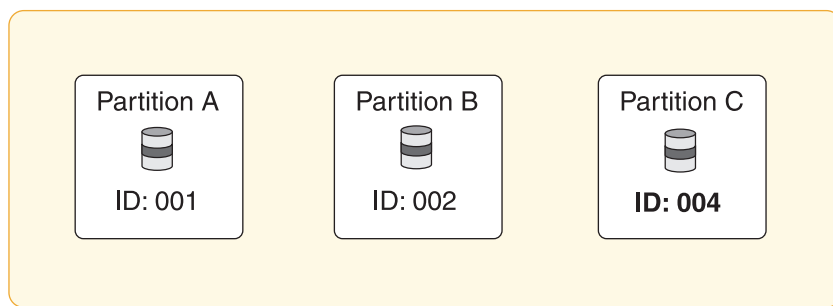 Partition A
ID: 001
Partition B
ID: 002
Partition C
ID: 004